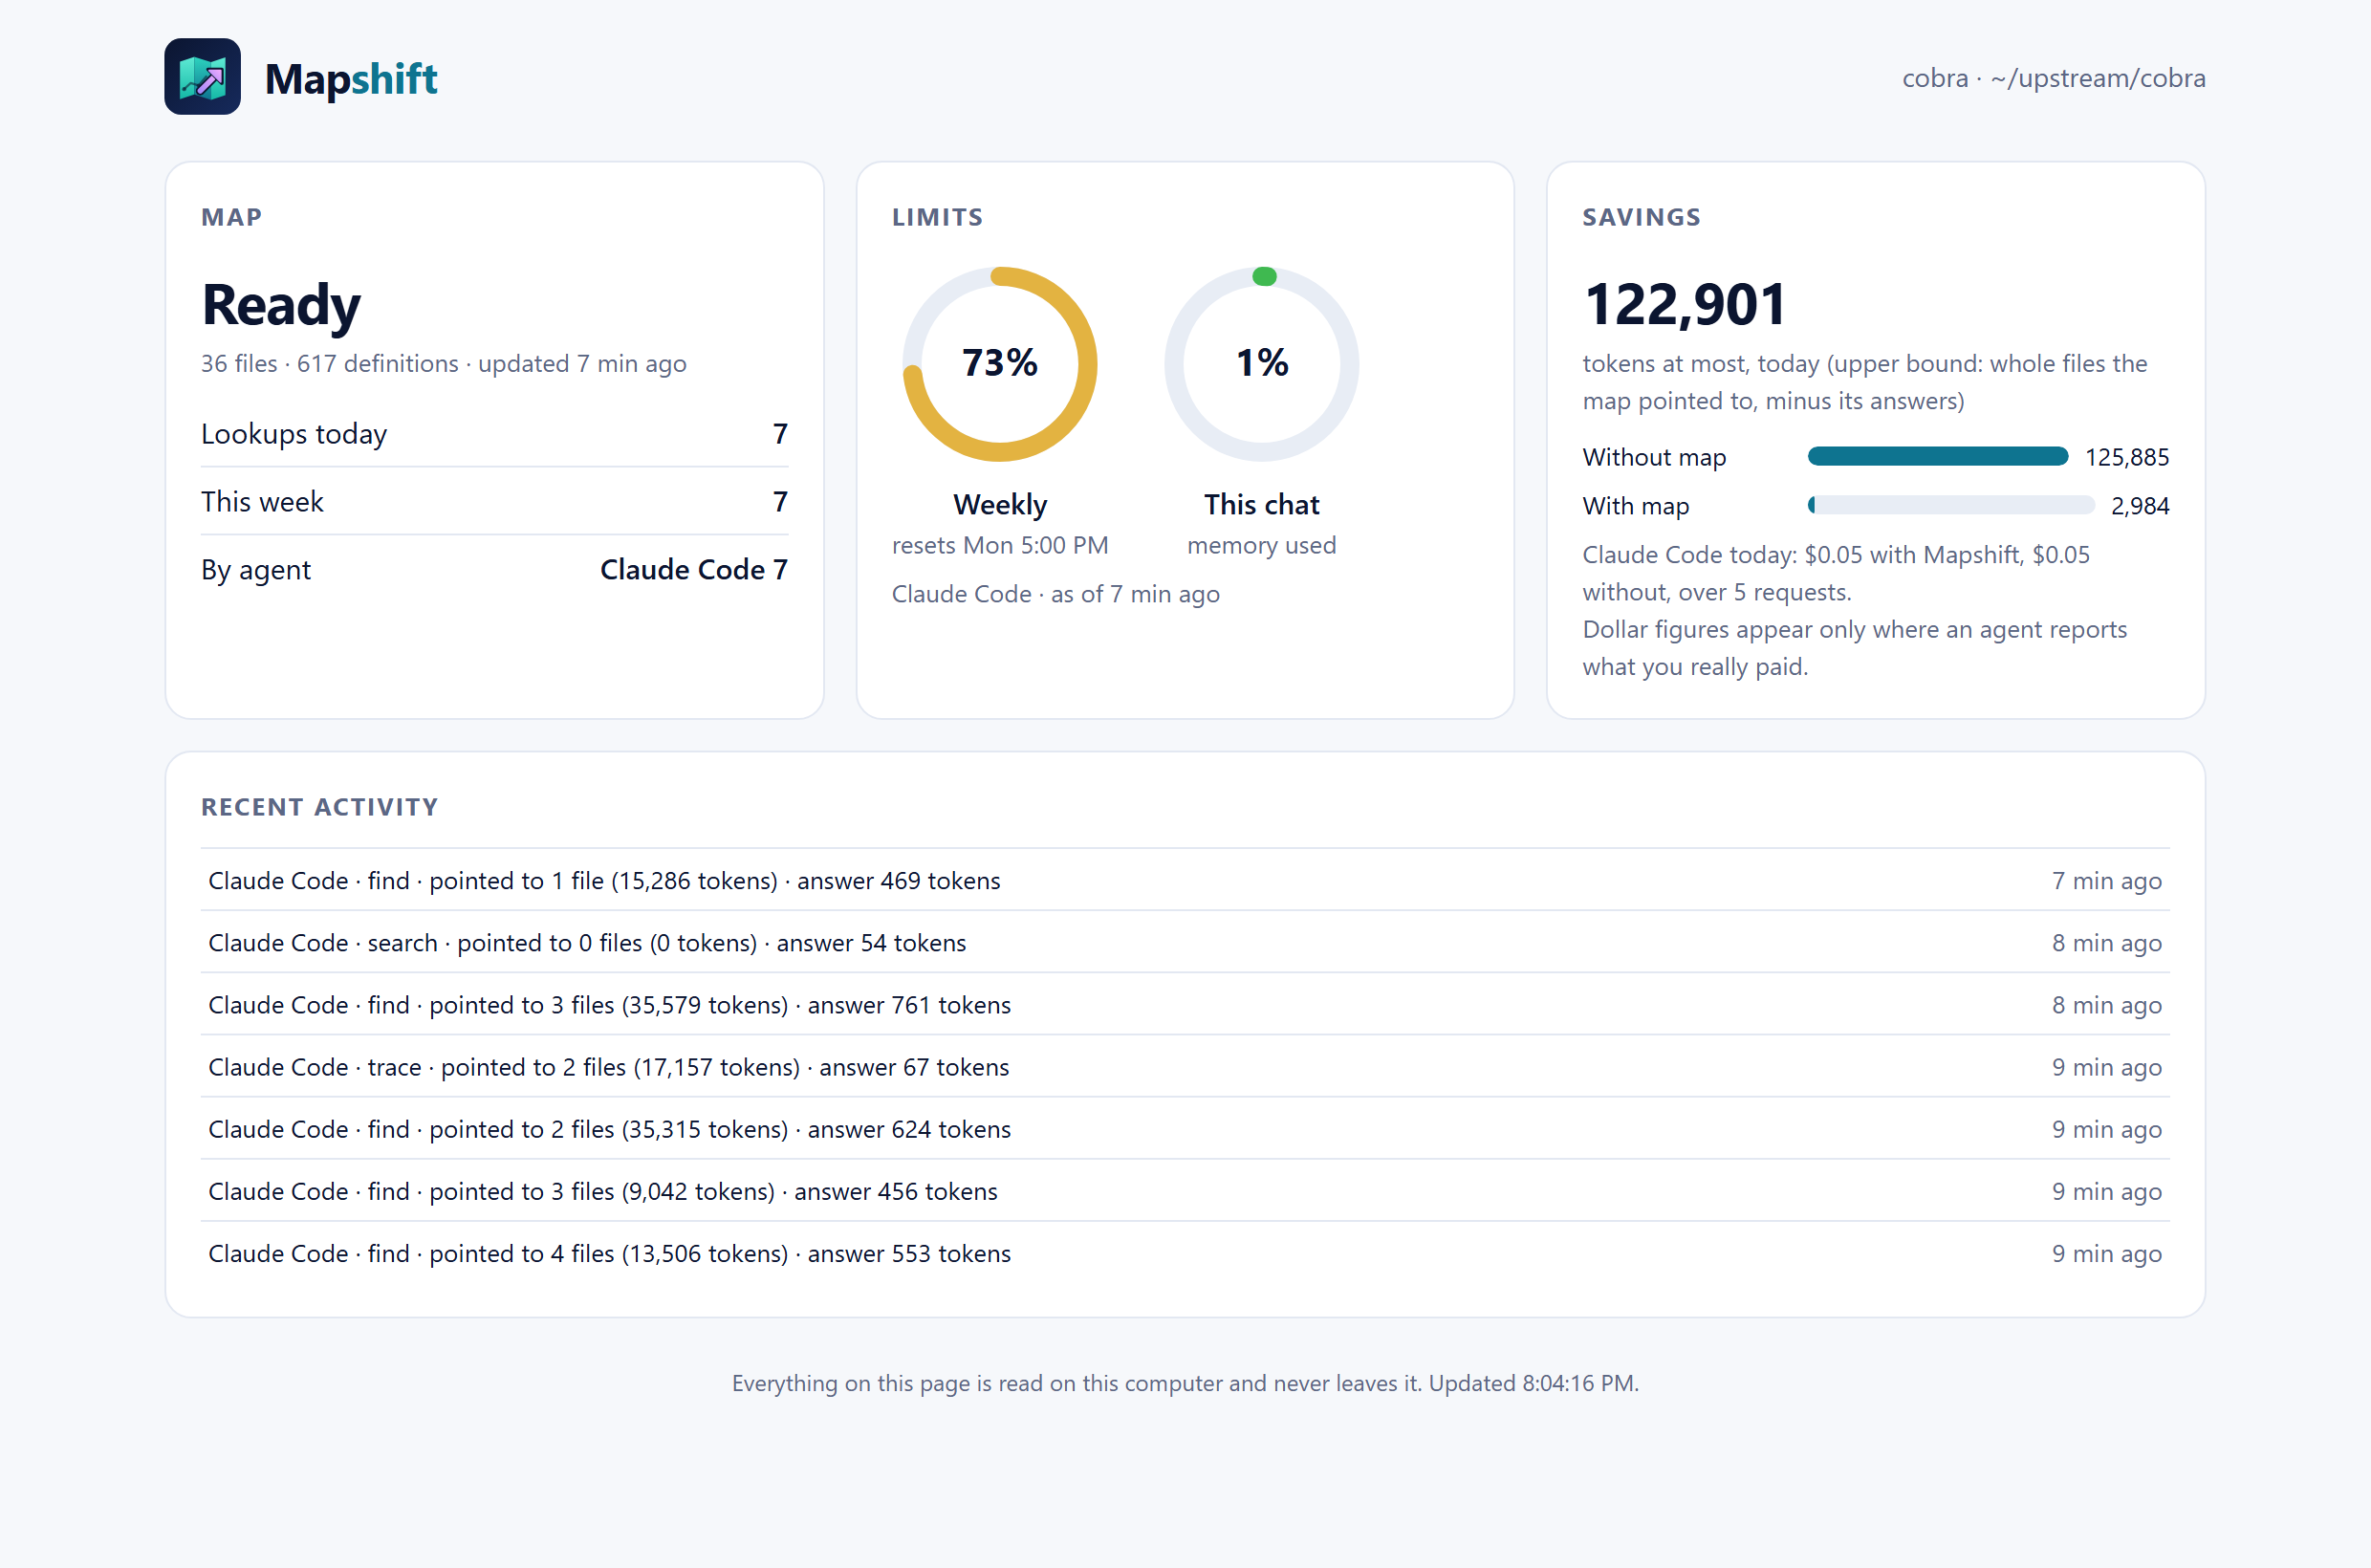 Mapshift
cobra · ~/upstream/cobra
MAP
Ready
36 files · 617 definitions · updated 7 min ago
Lookups today 7
This week 7
By agent Claude Code 7
LIMITS
73%
Weekly
resets Mon 5:00 PM
1%
This chat
memory used
Claude Code · as of 7 min ago
SAVINGS
122,901
tokens at most, today (upper bound: whole files the
map pointed to, minus its answers)
Without map 125,885
With map 2,984
Claude Code today: $0.05 with Mapshift, $0.05
without, over 5 requests.
Dollar figures appear only where an agent reports
what you really paid.
RECENT ACTIVITY
Claude Code · find · pointed to 1 file (15,286 tokens) · answer 469 tokens 7 min ago
Claude Code · search · pointed to 0 files (0 tokens) · answer 54 tokens 8 min ago
Claude Code · find · pointed to 3 files (35,579 tokens) · answer 761 tokens 8 min ago
Claude Code · trace · pointed to 2 files (17,157 tokens) · answer 67 tokens 9 min ago
Claude Code · find · pointed to 2 files (35,315 tokens) · answer 624 tokens 9 min ago
Claude Code · find · pointed to 3 files (9,042 tokens) · answer 456 tokens 9 min ago
Claude Code · find · pointed to 4 files (13,506 tokens) · answer 553 tokens 9 min ago
Everything on this page is read on this computer and never leaves it. Updated 8:04:16 PM.